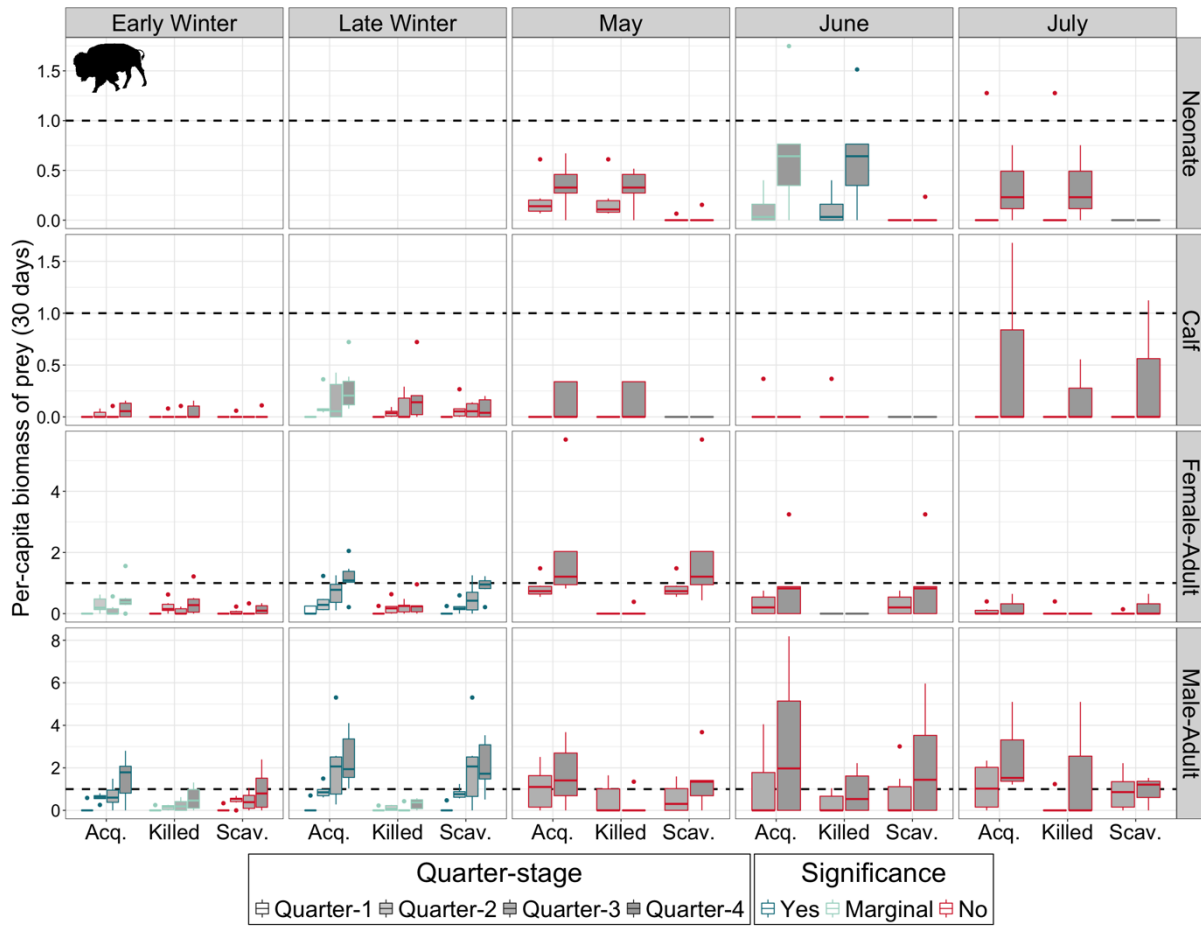 Early Winter
Late Winter
May
June
July
1.5
1.0
0.5
0.0
Neonate
1.5
1.0
0.5
0.0
Calf
4
2
0
Female-Adult
8
6
4
2
0
Male-Adult
Per-capita biomass of prey (30 days)
Acq. Killed Scav.
Acq. Killed Scav.
Acq. Killed Scav.
Acq. Killed Scav.
Acq. Killed Scav.
Quarter-stage
Quarter-1 Quarter-2 Quarter-3 Quarter-4
Significance
Yes Marginal No